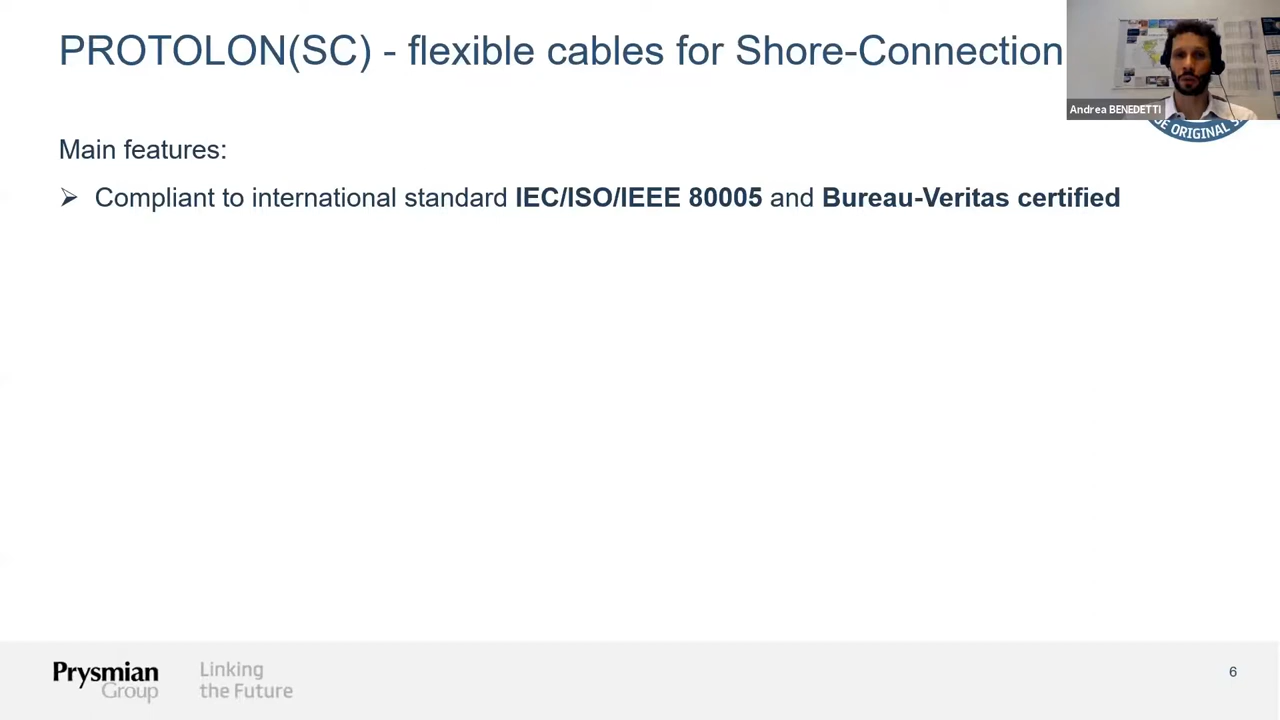 PROTOLON(SC) - flexible cables for Shore-Connection
Andrea BENEDETTI
ORIGINAL
Main features:
➢ Compliant to international standard IEC/ISO/IEEE 80005 and Bureau-Veritas certified
Prysmian
Group
Linking
the Future
6